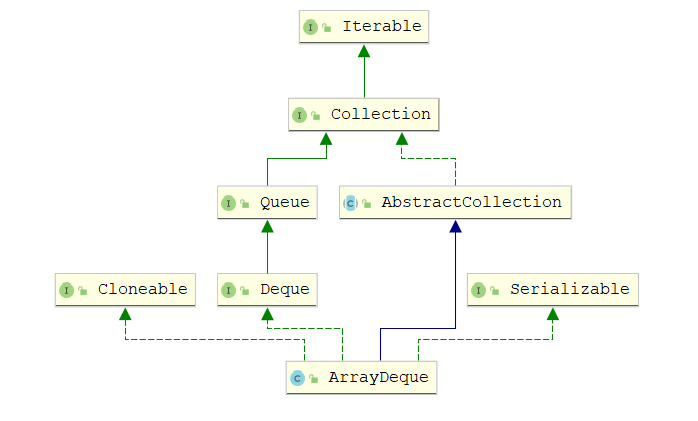 I Iterable
I Collection
I Queue
C AbstractCollection
I Cloneable
I Deque
I Serializable
C ArrayDeque